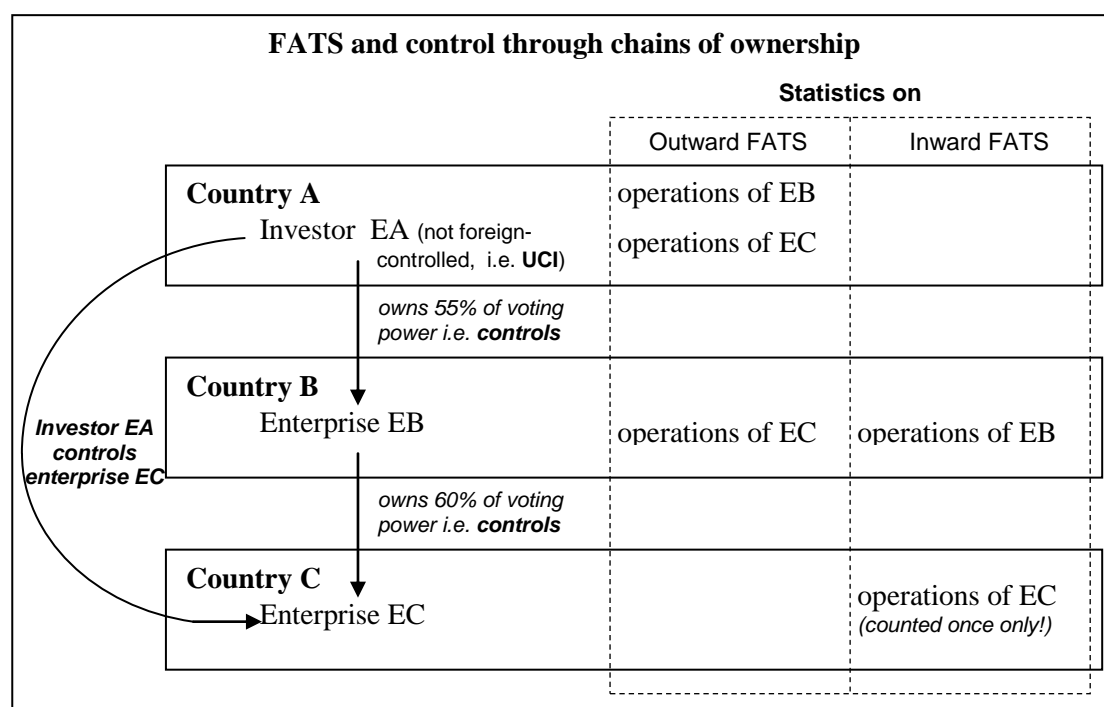 FATS and control through chains of ownership
Statistics on
Outward FATS
Inward FATS
Country A
Investor EA (not foreign-
controlled, i.e. UCI)
operations of EB
operations of EC
owns 55% of voting
power i.e. controls
Country B
Enterprise EB
operations of EC
operations of EB
Investor EA
controls
enterprise EC
owns 60% of voting
power i.e. controls
Country C
Enterprise EC
operations of EC
(counted once only!)